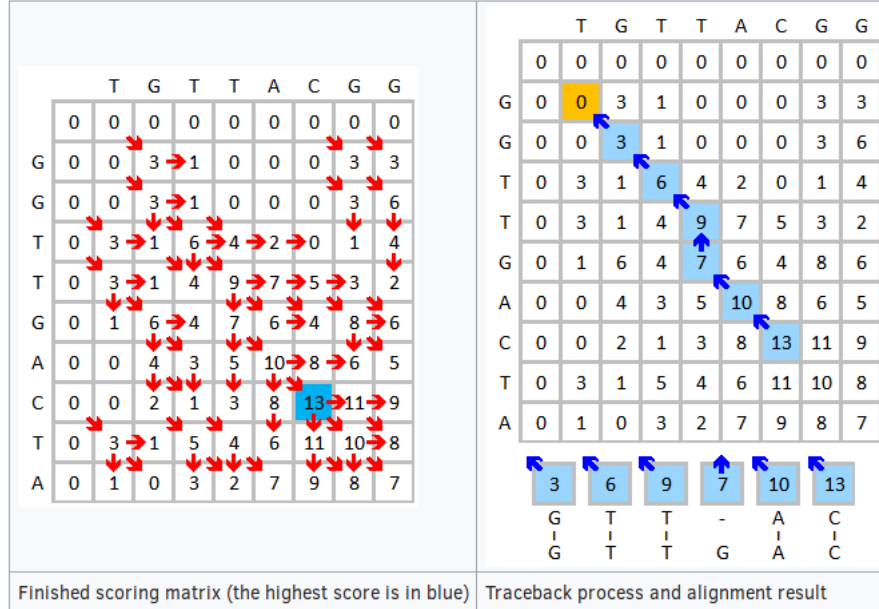 T G T T A C G G
0 0 0 0 0 0 0 0 0
G 0 0 3 1 0 0 0 3 3
G 0 0 3 1 0 0 0 3 6
T 0 3 1 6 4 2 0 1 4
T 0 3 1 4 9 7 5 3 2
G 0 1 6 4 7 6 4 8 6
A 0 0 4 3 5 10 8 6 5
C 0 0 2 1 3 8 13 11 9
T 0 3 1 5 4 6 11 10 8
A 0 1 0 3 2 7 9 8 7
Finished scoring matrix (the highest score is in blue)
T G T T A C G G
0 0 0 0 0 0 0 0 0
G 0 0 3 1 0 0 0 3 3
G 0 0 3 1 0 0 0 3 6
T 0 3 1 6 4 2 0 1 4
T 0 3 1 4 9 7 5 3 2
G 0 1 6 4 7 6 4 8 6
A 0 0 4 3 5 10 8 6 5
C 0 0 2 1 3 8 13 11 9
T 0 3 1 5 4 6 11 10 8
A 0 1 0 3 2 7 9 8 7
3 6 9 7 10 13
G T T - A C
G T T G A C
Traceback process and alignment result